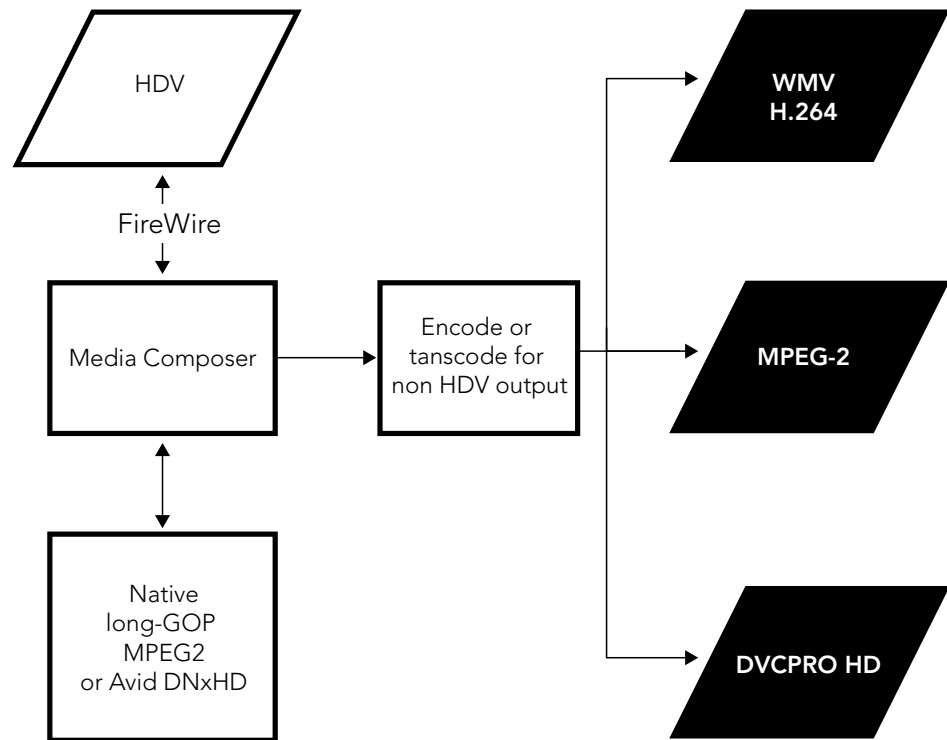 HDV
WMV
H.264
FireWire
Media Composer
Encode or
tanscode for
non HDV output
MPEG-2
Native
long-GOP
MPEG2
or Avid DNxHD
DVCPRO HD